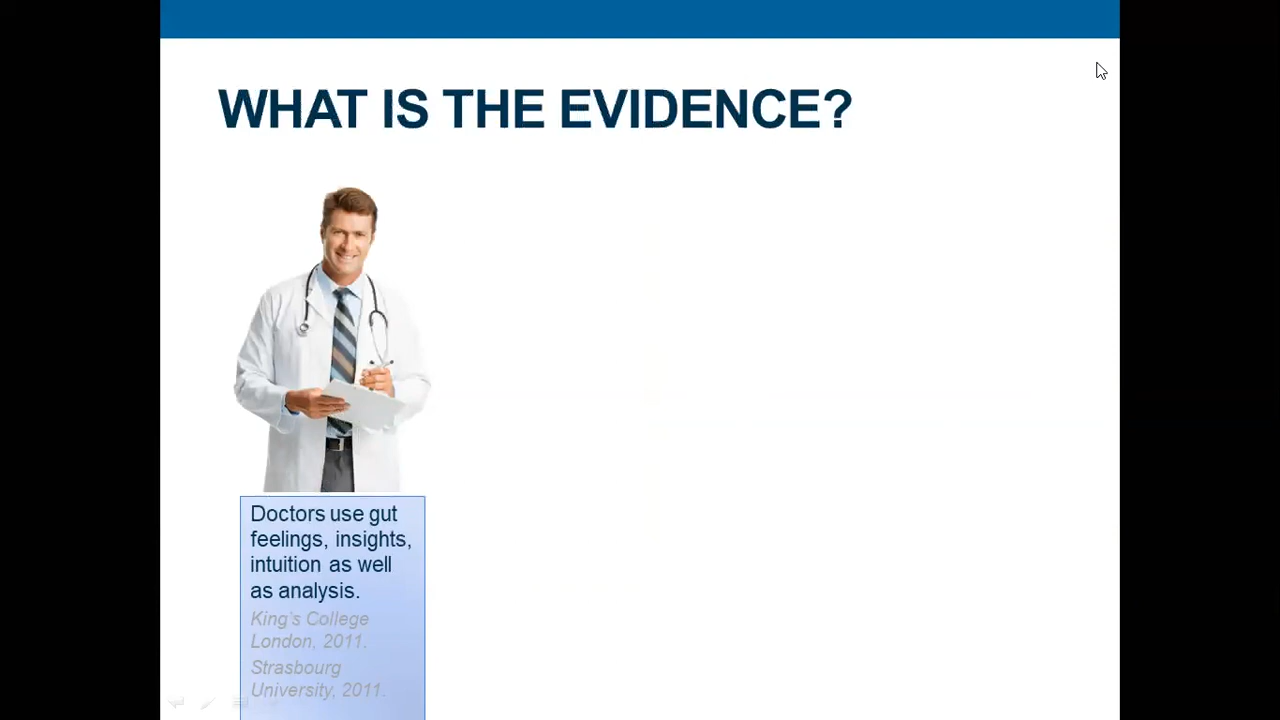 WHAT IS THE EVIDENCE?
Doctors use gut
feelings, insights,
intuition as well
as analysis.
King's College
London, 2011.
Strasbourg
University, 2011.